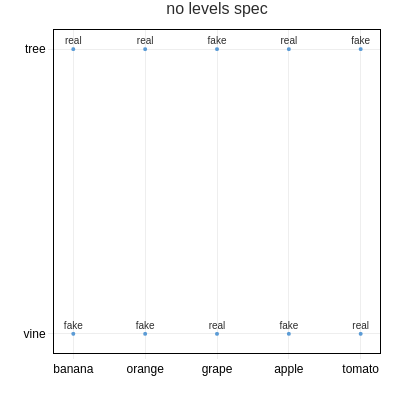 no levels spec
real real fake real fake
tree
fake fake real fake real
vine
banana orange grape apple tomato